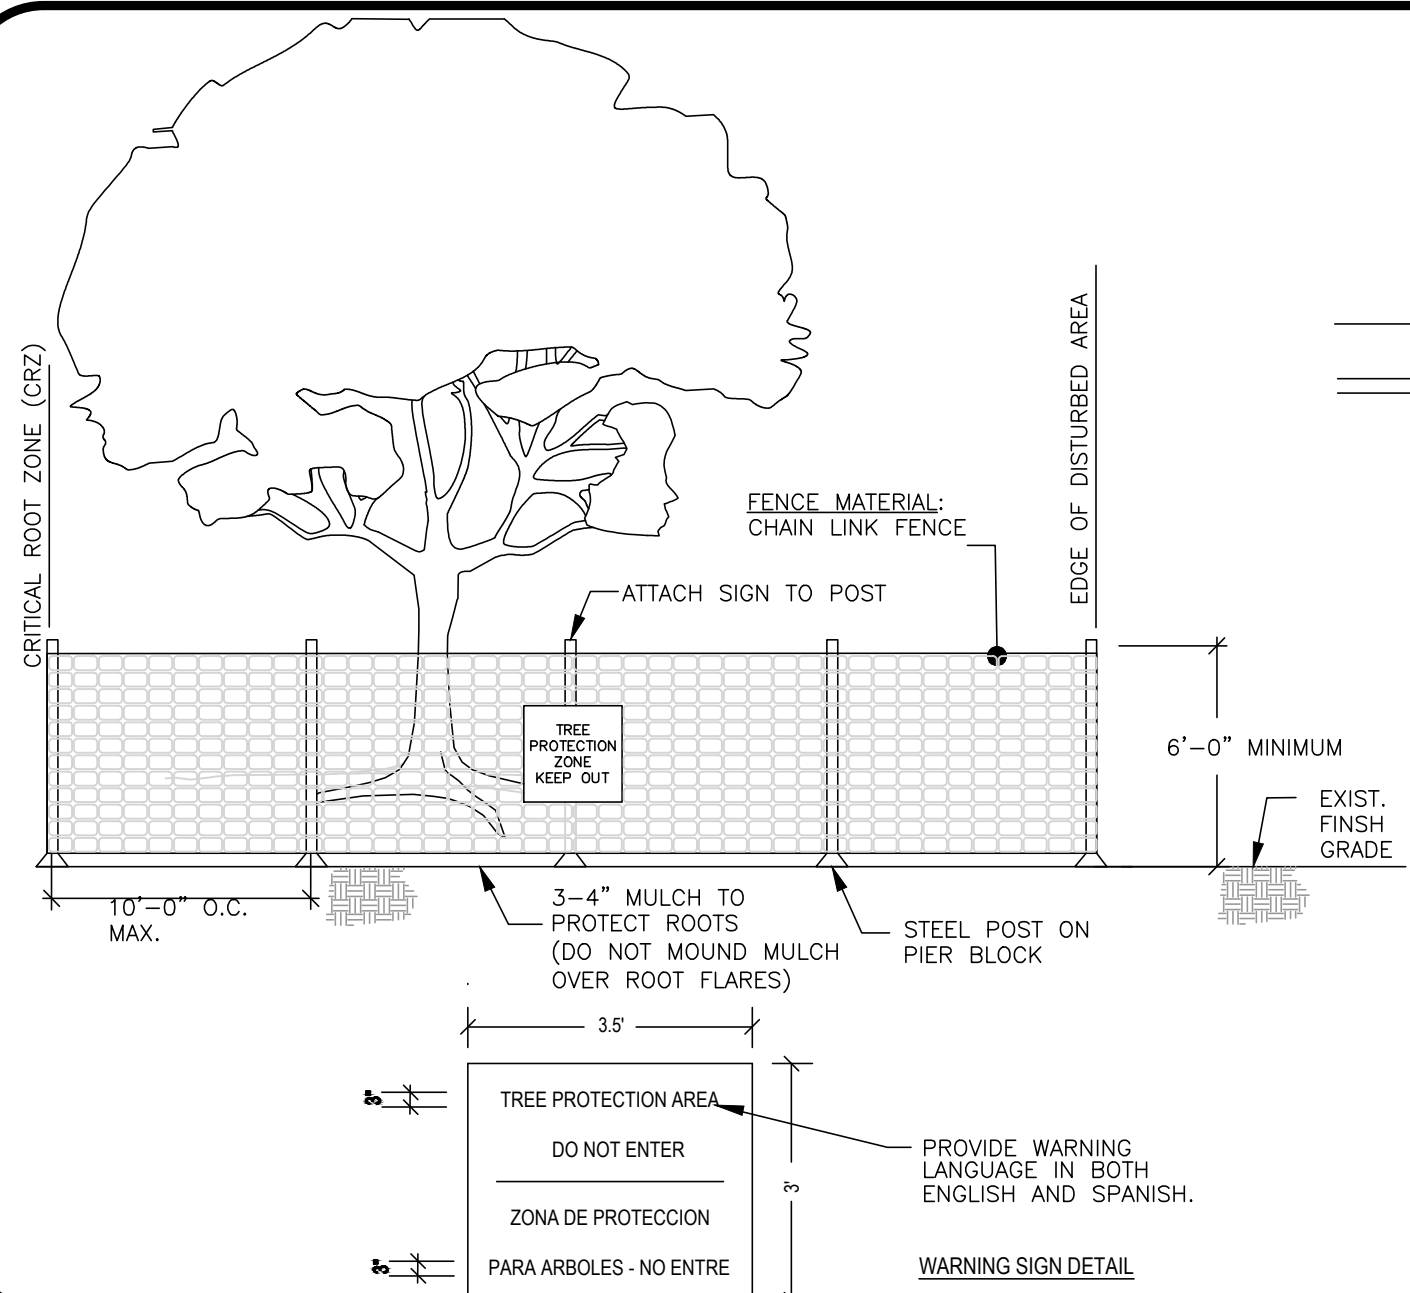 CRITICAL ROOT ZONE (CRZ)
EDGE OF DISTURBED AREA
FENCE MATERIAL:
CHAIN LINK FENCE
ATTACH SIGN TO POST
TREE
PROTECTION
ZONE
KEEP OUT
6'-0" MINIMUM
EXIST.
FINSH
GRADE
10'-0" O.C.
MAX.
3-4" MULCH TO
PROTECT ROOTS
(DO NOT MOUND MULCH
OVER ROOT FLARES)
STEEL POST ON
PIER BLOCK
3.5'
3"
TREE PROTECTION AREA
DO NOT ENTER
ZONA DE PROTECCION
3"
PARA ARBOLES - NO ENTRE
3'
PROVIDE WARNING
LANGUAGE IN BOTH
ENGLISH AND SPANISH.
WARNING SIGN DETAIL